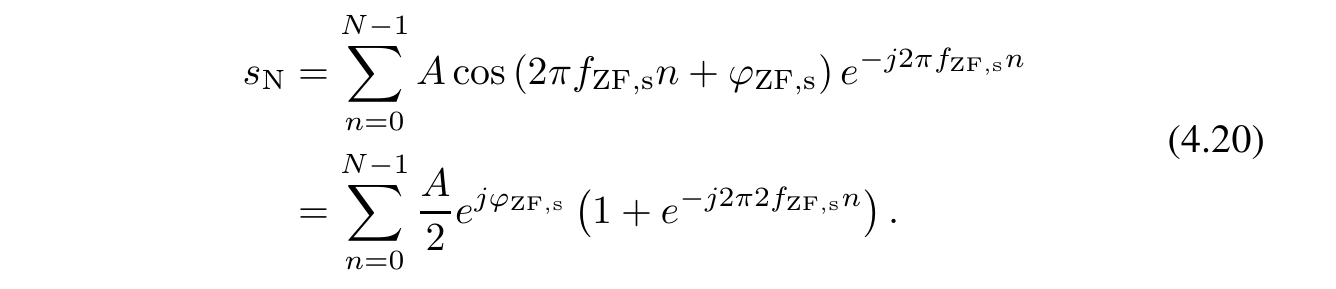 s_N = \sum_{n=0}^{N-1} A \cos (2\pi f_{ZF,s} n + \varphi_{ZF,s}) e^{-j2\pi f_{ZF,s} n}
(4.20)
= \sum_{n=0}^{N-1} \frac{A}{2} e^{j\varphi_{ZF,s}} (1 + e^{-j2\pi 2 f_{ZF,s} n}).